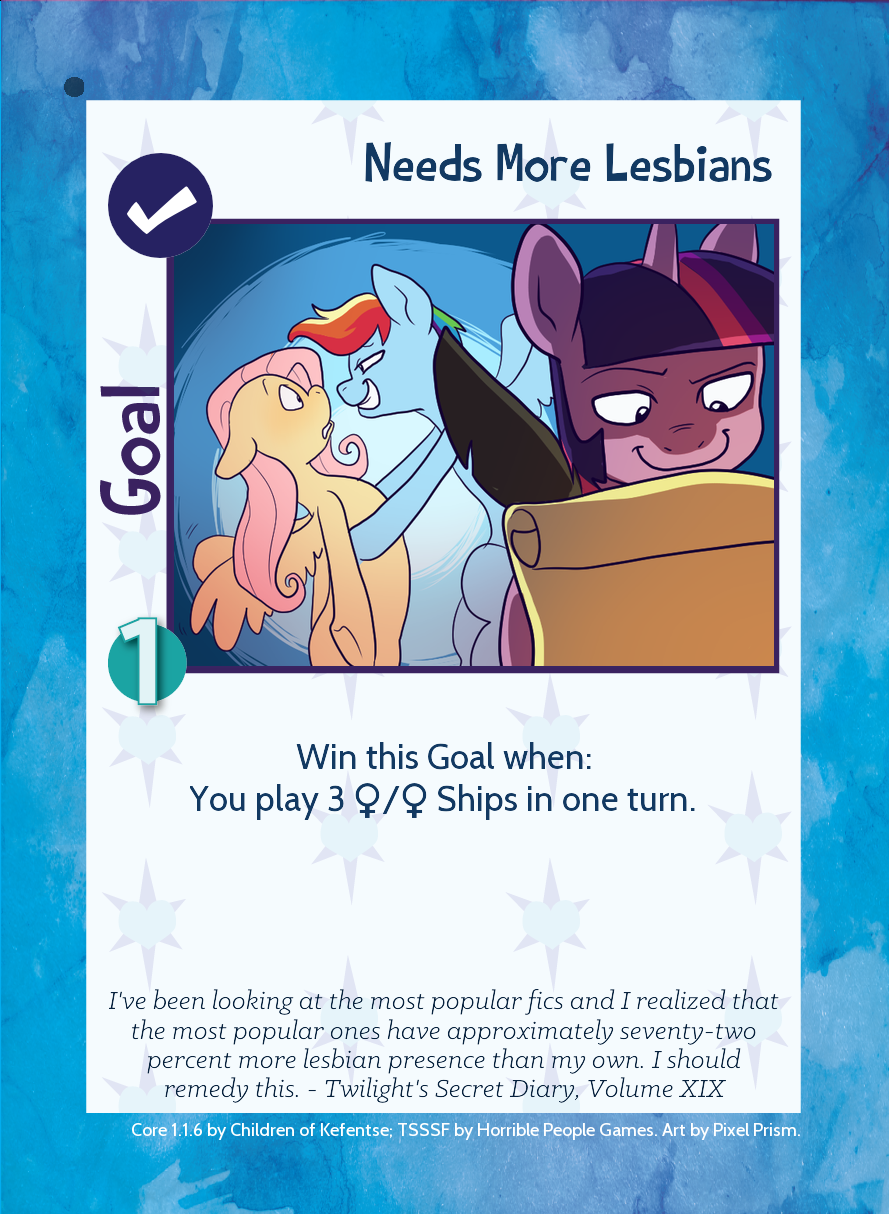 Needs More Lesbians
Goal
1
Win this Goal when:
You play 3 ♀/♀ Ships in one turn.
I've been looking at the most popular fics and I realized that
the most popular ones have approximately seventy-two
percent more lesbian presence than my own. I should
remedy this. - Twilight's Secret Diary, Volume XIX
Core 1.1.6 by Children of Kefentse; TSSSF by Horrible People Games. Art by Pixel Prism.